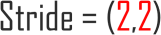 Stride = (2,2)